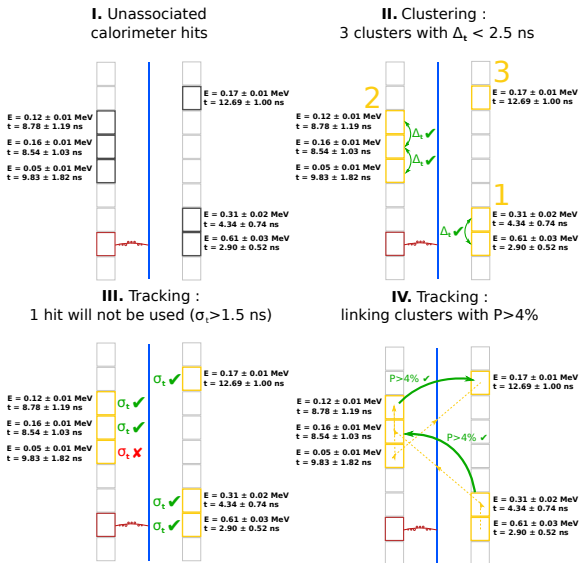 I. Unassociated
calorimeter hits
E = 0.17 ± 0.01 MeV
t = 12.69 ± 1.00 ns
E = 0.12 ± 0.01 MeV
t = 8.78 ± 1.19 ns
E = 0.16 ± 0.01 MeV
t = 8.54 ± 1.03 ns
E = 0.05 ± 0.01 MeV
t = 9.83 ± 1.82 ns
E = 0.31 ± 0.02 MeV
t = 4.34 ± 0.74 ns
E = 0.61 ± 0.03 MeV
t = 2.90 ± 0.52 ns
II. Clustering :
3 clusters with Δt < 2.5 ns
3
2
E = 0.17 ± 0.01 MeV
t = 12.69 ± 1.00 ns
E = 0.12 ± 0.01 MeV
t = 8.78 ± 1.19 ns
Δt ✔
E = 0.16 ± 0.01 MeV
t = 8.54 ± 1.03 ns
Δt ✔
E = 0.05 ± 0.01 MeV
t = 9.83 ± 1.82 ns
1
E = 0.31 ± 0.02 MeV
t = 4.34 ± 0.74 ns
Δt ✔
E = 0.61 ± 0.03 MeV
t = 2.90 ± 0.52 ns
III. Tracking :
1 hit will not be used (σt>1.5 ns)
σt ✔
E = 0.17 ± 0.01 MeV
t = 12.69 ± 1.00 ns
E = 0.12 ± 0.01 MeV
t = 8.78 ± 1.19 ns
σt ✔
E = 0.16 ± 0.01 MeV
t = 8.54 ± 1.03 ns
σt ✔
E = 0.05 ± 0.01 MeV
t = 9.83 ± 1.82 ns
σt ✘
σt ✔
E = 0.31 ± 0.02 MeV
t = 4.34 ± 0.74 ns
σt ✔
E = 0.61 ± 0.03 MeV
t = 2.90 ± 0.52 ns
IV. Tracking :
linking clusters with P>4%
P>4% ✔
E = 0.17 ± 0.01 MeV
t = 12.69 ± 1.00 ns
E = 0.12 ± 0.01 MeV
t = 8.78 ± 1.19 ns
E = 0.16 ± 0.01 MeV
t = 8.54 ± 1.03 ns
P>4% ✔
E = 0.05 ± 0.01 MeV
t = 9.83 ± 1.82 ns
E = 0.31 ± 0.02 MeV
t = 4.34 ± 0.74 ns
E = 0.61 ± 0.03 MeV
t = 2.90 ± 0.52 ns